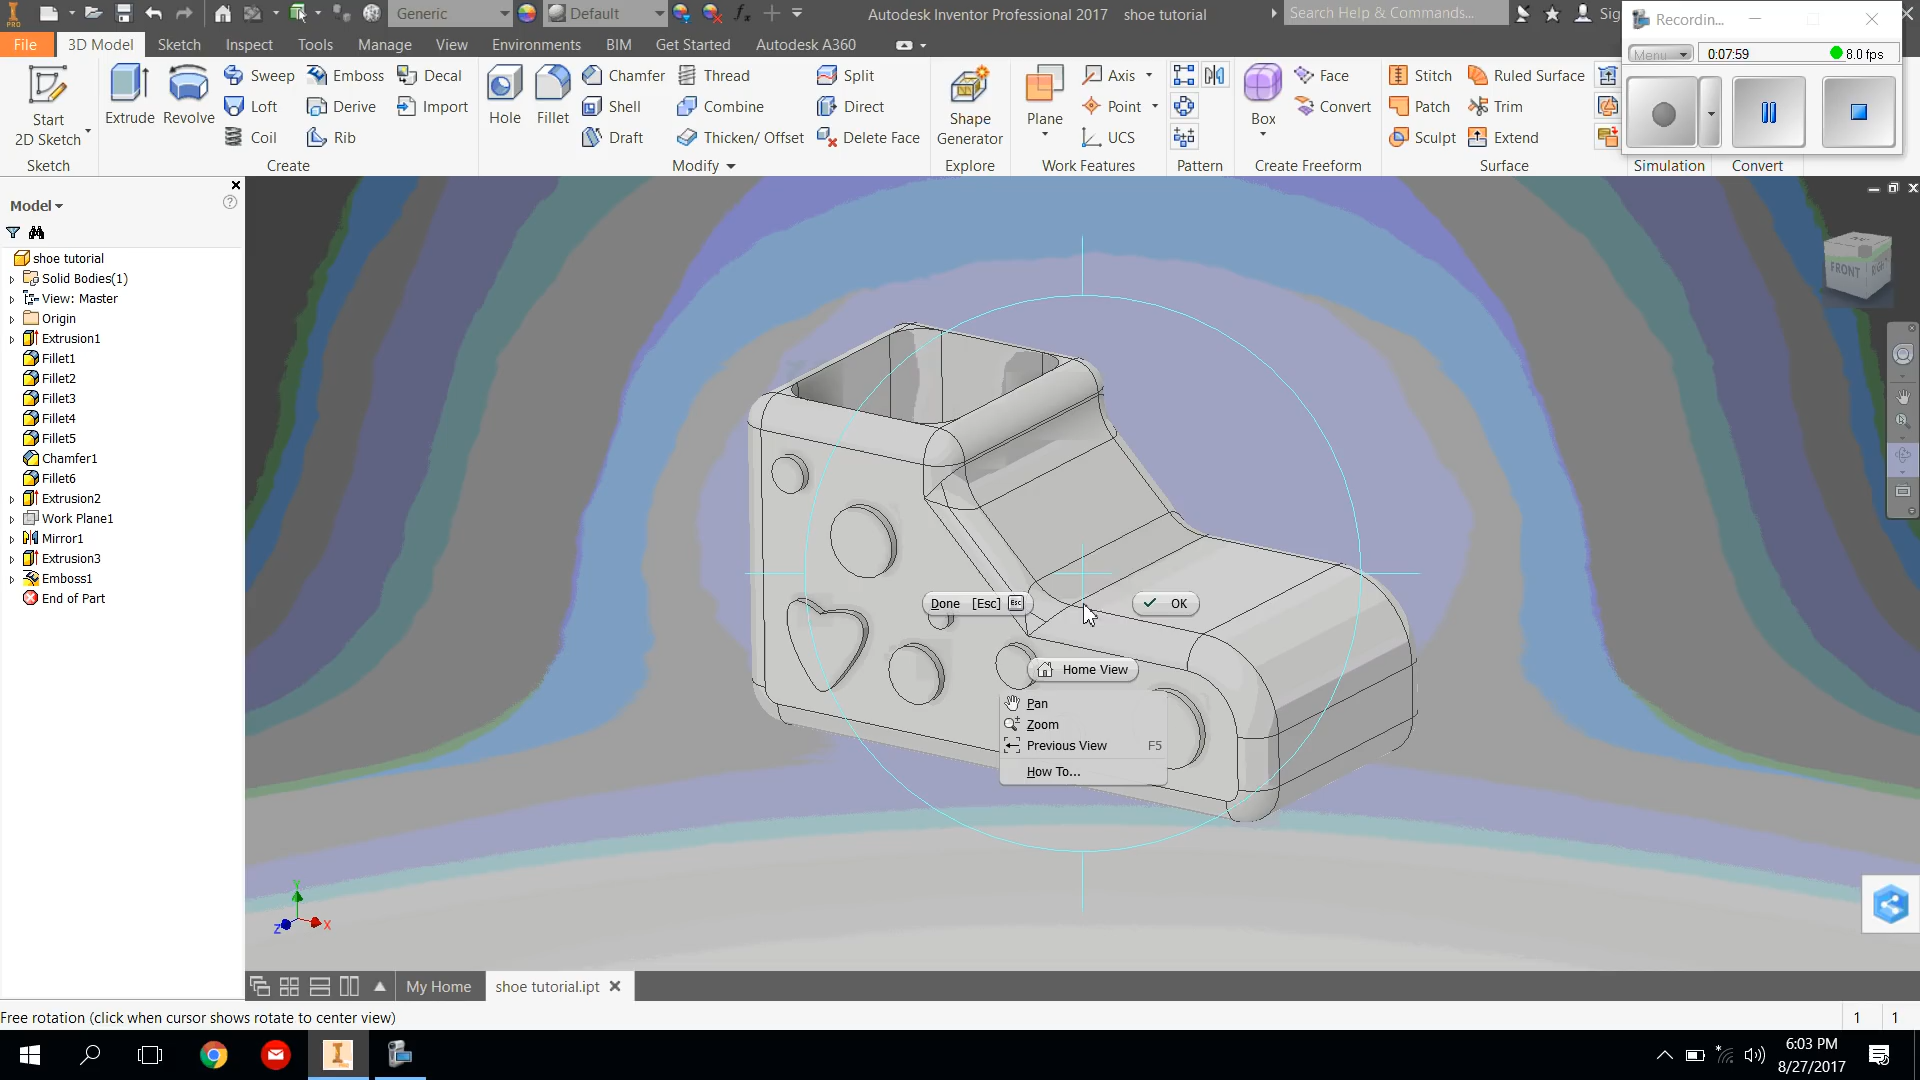 PRO
Generic
Default
Autodesk Inventor Professional 2017 shoe tutorial
Search Help & Commands...
Recordin...
File
3D Model
Sketch
Inspect
Tools
Manage
View
Environments
BIM
Get Started
Autodesk A360
Menu
0:07:59
8.0 fps
Start
2D Sketch
Extrude
Revolve
Sweep
Loft
Coil
Emboss
Derive
Rib
Decal
Import
Hole
Fillet
Chamfer
Shell
Draft
Thread
Combine
Thicken/ Offset
Split
Direct
Delete Face
Shape
Generator
Plane
Axis
Point
UCS
Box
Face
Convert
Stitch
Patch
Sculpt
Ruled Surface
Trim
Extend
Sketch
Create
Modify
Explore
Work Features
Pattern
Create Freeform
Surface
Simulation
Convert
Model
shoe tutorial
Solid Bodies(1)
View: Master
Origin
Extrusion1
Fillet1
Fillet2
Fillet3
Fillet4
Fillet5
Chamfer1
Fillet6
Extrusion2
Work Plane1
Mirror1
Extrusion3
Emboss1
End of Part
FRONT
Done [Esc] Esc
OK
Home View
Pan
Zoom
Previous View F5
How To...
Y
Z
X
My Home
shoe tutorial.ipt
Free rotation (click when cursor shows rotate to center view)
1
1
6:03 PM
8/27/2017